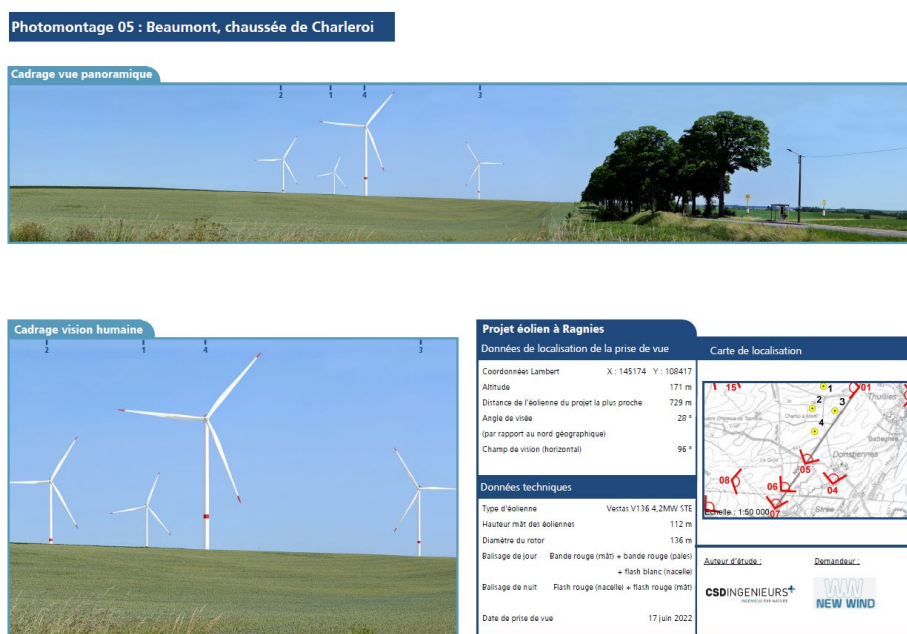 Photomontage 05 : Beaumont, chaussée de Charleroi
Cadrage vue panoramique
2 1 4 3
Cadrage vision humaine
2 1 4 3
Projet éolien à Ragnies
Données de localisation de la prise de vue
Coordonnées Lambert X : 145174 Y : 108417
Altitude 171 m
Distance de l'éolienne du projet la plus proche 729 m
Angle de visée 28 °
(par rapport au nord géographique)
Champ de vision (horizontal) 96 °
Données techniques
Type d'éolienne Vestas V136 4,2MW STE
Hauteur mât des éoliennes 112 m
Diamètre du rotor 136 m
Balisage de jour Bande rouge (mât) + bande rouge (pales)
+ flash blanc (nacelle)
Balisage de nuit Flash rouge (nacelle) + flash rouge (mât)
Date de prise de vue 17 juin 2022
Carte de localisation
15 1 01
2 3 Thuillies
4
Donstiennes
05
08 06 04
07 Strée
Echelle : 1:50 000
Auteur d'étude : Demandeur :
CSDINGENIEURS+
INGÉNIEUX PAR NATURE
NEW WIND